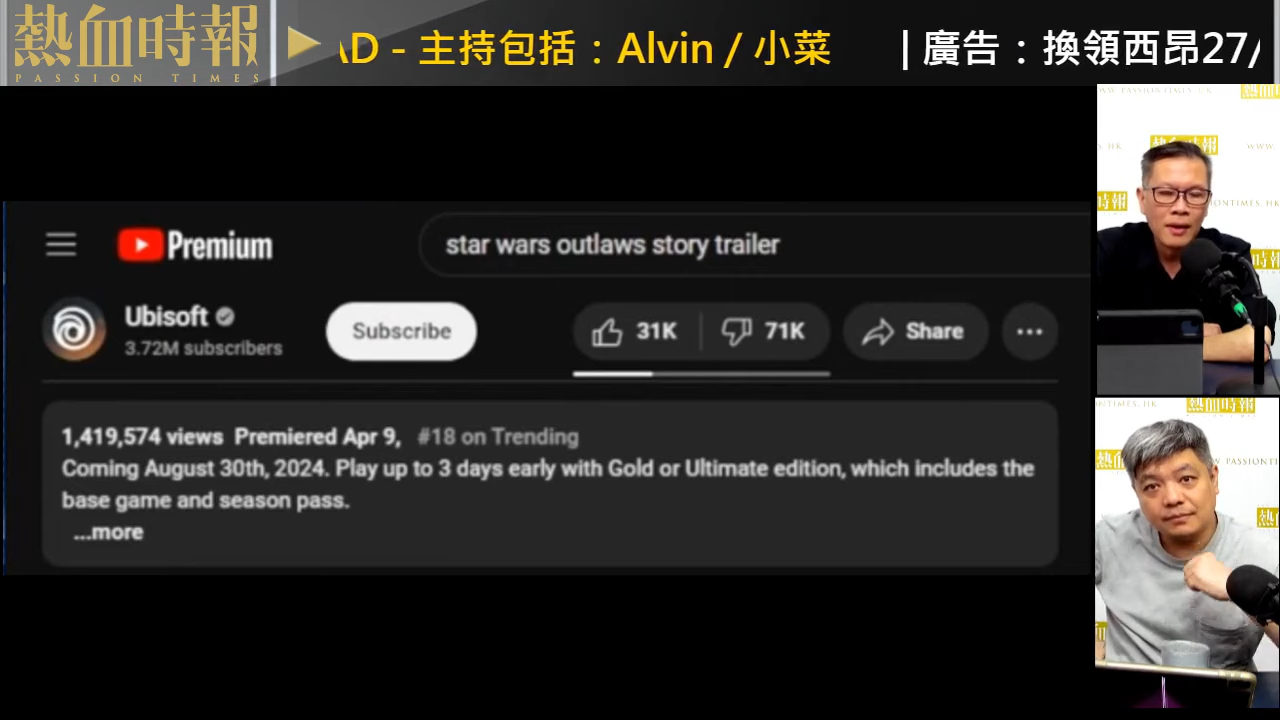 熱血時報
PASSION TIMES
AD - 主持包括：Alvin / 小菜 | 廣告：換領西昂27/
Premium
star wars outlaws story trailer
Ubisoft
3.72M subscribers
Subscribe
31K
71K
Share
1,419,574 views Premiered Apr 9, #18 on Trending
Coming August 30th, 2024. Play up to 3 days early with Gold or Ultimate edition, which includes the
base game and season pass.
...more